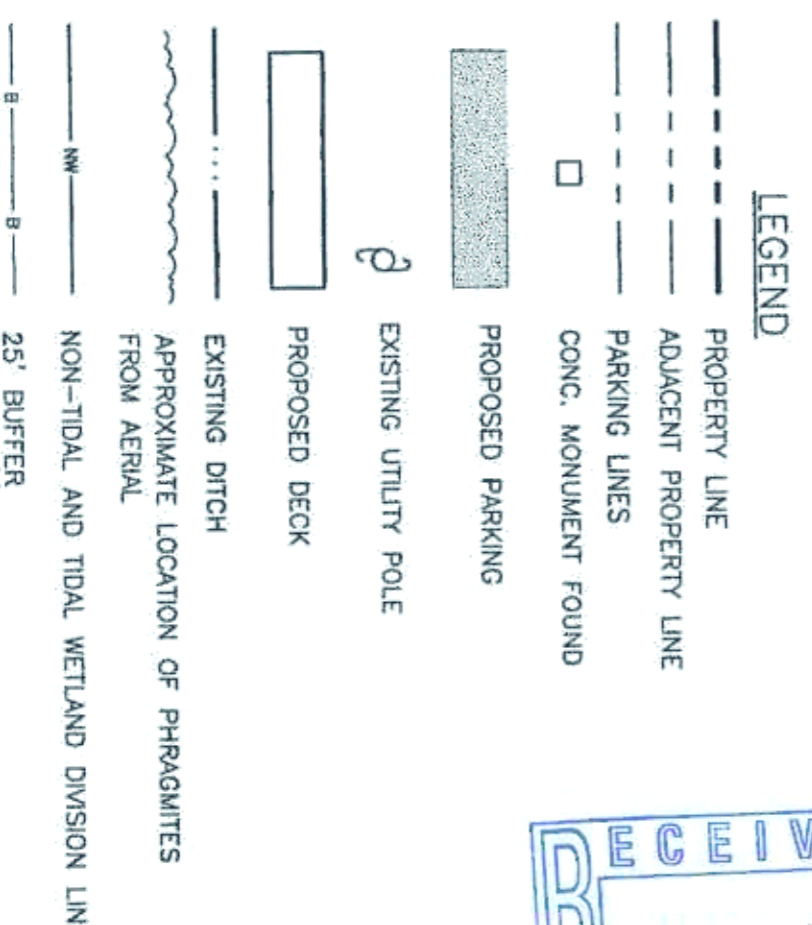 LEGEND
PROPERTY LINE
ADJACENT PROPERTY LINE
PARKING LINES
CONC. MONUMENT FOUND
PROPOSED PARKING
EXISTING UTILITY POLE
PROPOSED DECK
EXISTING DITCH
APPROXIMATE LOCATION OF PHRAGMITES
FROM AERIAL
NW NON-TIDAL AND TIDAL WETLAND DIVISION LIN
B B 25' BUFFER
RECEIV